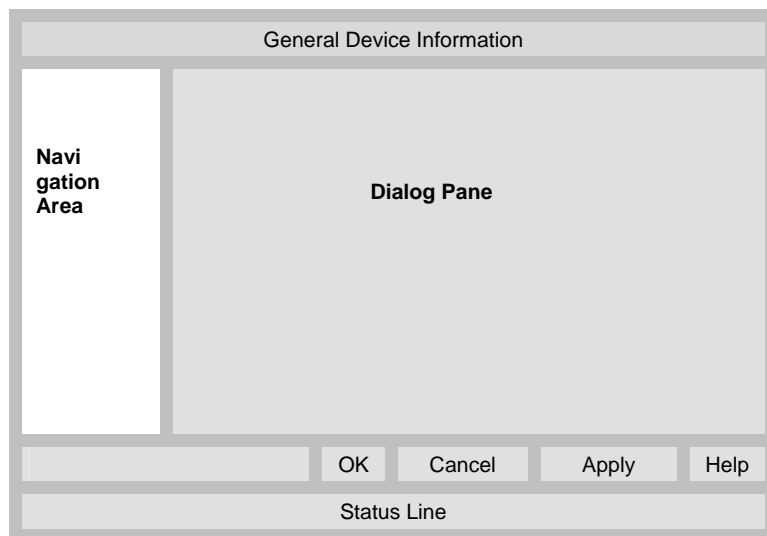 General Device Information
Navi
gation
Area
Dialog Pane
OK Cancel Apply Help
Status Line